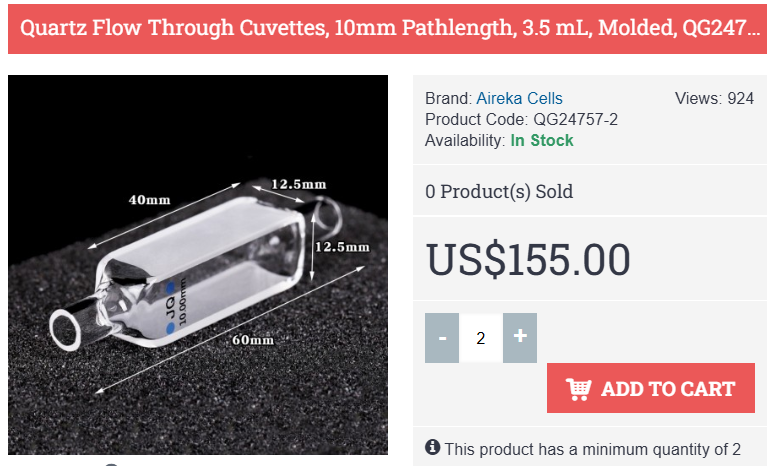 Quartz Flow Through Cuvettes, 10mm Pathlength, 3.5 mL, Molded, QG247...
40mm
12.5mm
12.5mm
JQ
10.00mm
60mm
Brand: Aireka Cells
Views: 924
Product Code: QG24757-2
Availability: In Stock
0 Product(s) Sold
US$155.00
- 2 +
ADD TO CART
This product has a minimum quantity of 2